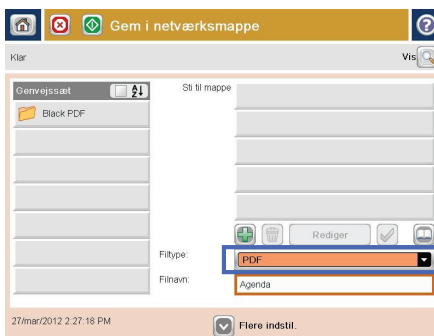 Gem i netværksmappe
Klar
Vis
Genvejssæt
Sti til mappe
Black PDF
Rediger
Filtype:
PDF
Filnavn:
Agenda
27/mar/2012 2:27:18 PM
Flere indstil.